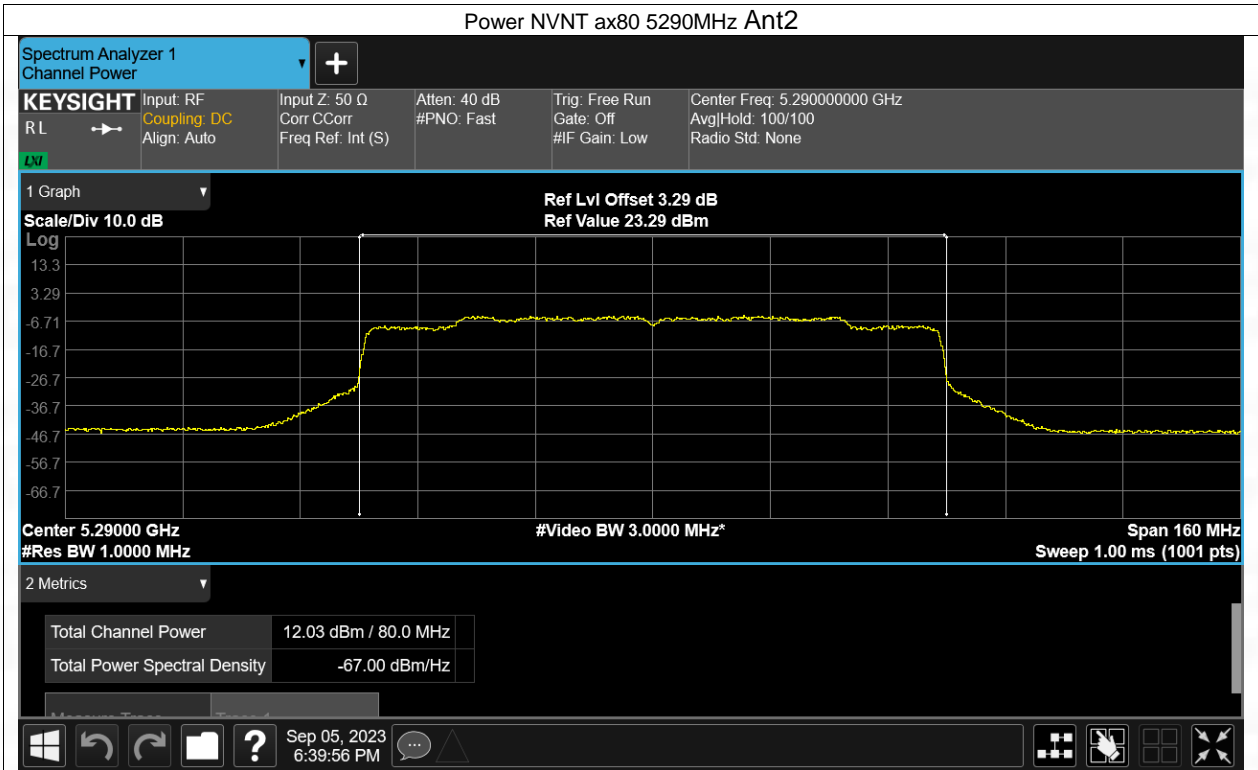 Power NVNT ax80 5290MHz Ant2
Spectrum Analyzer 1
Channel Power
KEYSIGHT
RL
LXI
Input: RF
Coupling: DC
Align: Auto
Input Z: 50 Ω
Corr CCorr
Freq Ref: Int (S)
Atten: 40 dB
#PNO: Fast
Trig: Free Run
Gate: Off
#IF Gain: Low
Center Freq: 5.290000000 GHz
Avg|Hold: 100/100
Radio Std: None
1 Graph
Ref Lvl Offset 3.29 dB
Scale/Div 10.0 dB
Ref Value 23.29 dBm
Log
13.3
3.29
-6.71
-16.7
-26.7
-36.7
-46.7
-56.7
-66.7
Center 5.29000 GHz
#Video BW 3.0000 MHz*
Span 160 MHz
#Res BW 1.0000 MHz
Sweep 1.00 ms (1001 pts)
2 Metrics
Total Channel Power 12.03 dBm / 80.0 MHz
Total Power Spectral Density -67.00 dBm/Hz
Sep 05, 2023
6:39:56 PM